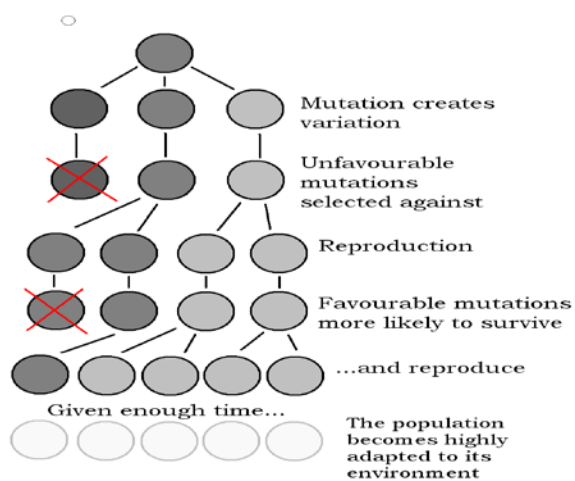 Mutation creates
variation
Unfavourable
mutations
selected against
Reproduction
Favourable mutations
more likely to survive
...and reproduce
Given enough time...
The population
becomes highly
adapted to its
environment